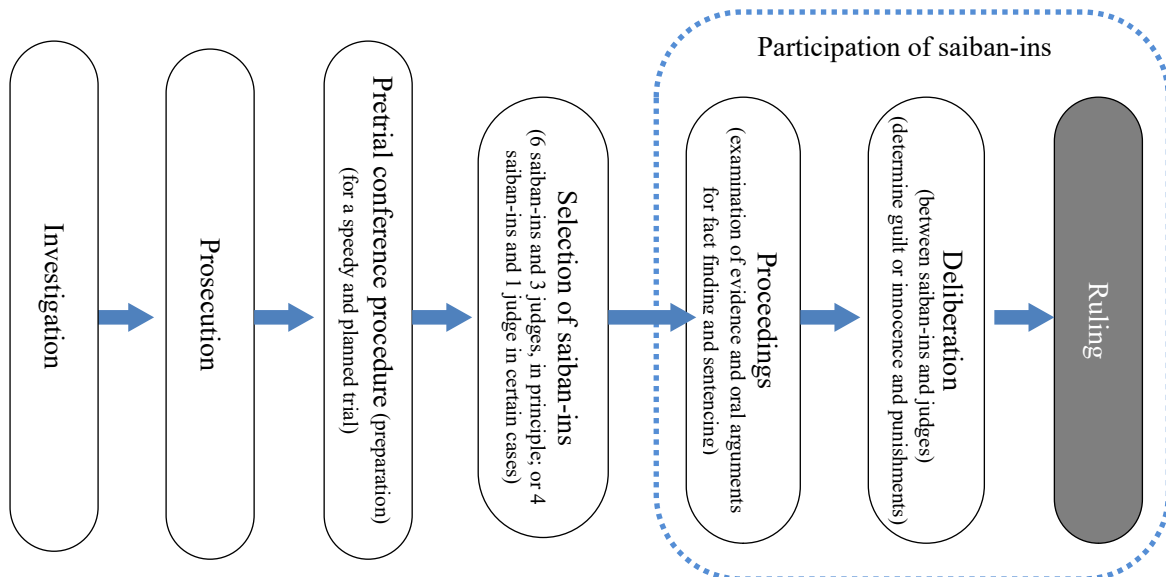 Participation of saiban-ins
Investigation
Prosecution
Pretrial conference procedure (preparation)
(for a speedy and planned trial)
Selection of saiban-ins
(6 saiban-ins and 3 judges, in principle; or 4
saiban-ins and 1 judge in certain cases)
Proceedings
(examination of evidence and oral arguments
for fact finding and sentencing)
Deliberation
(between saiban-ins and judges)
(determine guilt or innocence and punishments)
Ruling